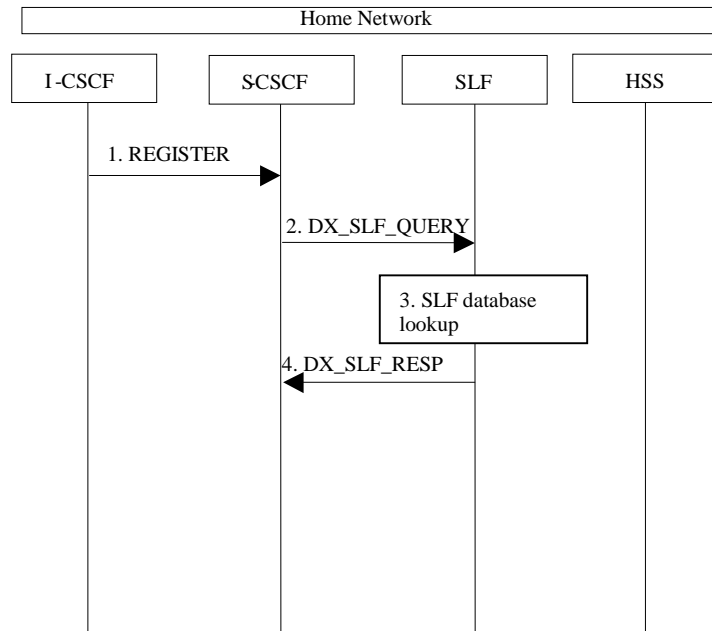 Home Network
I-CSCF
S-CSCF
SLF
HSS
1. REGISTER
2. DX_SLF_QUERY
3. SLF database
lookup
4. DX_SLF_RESP